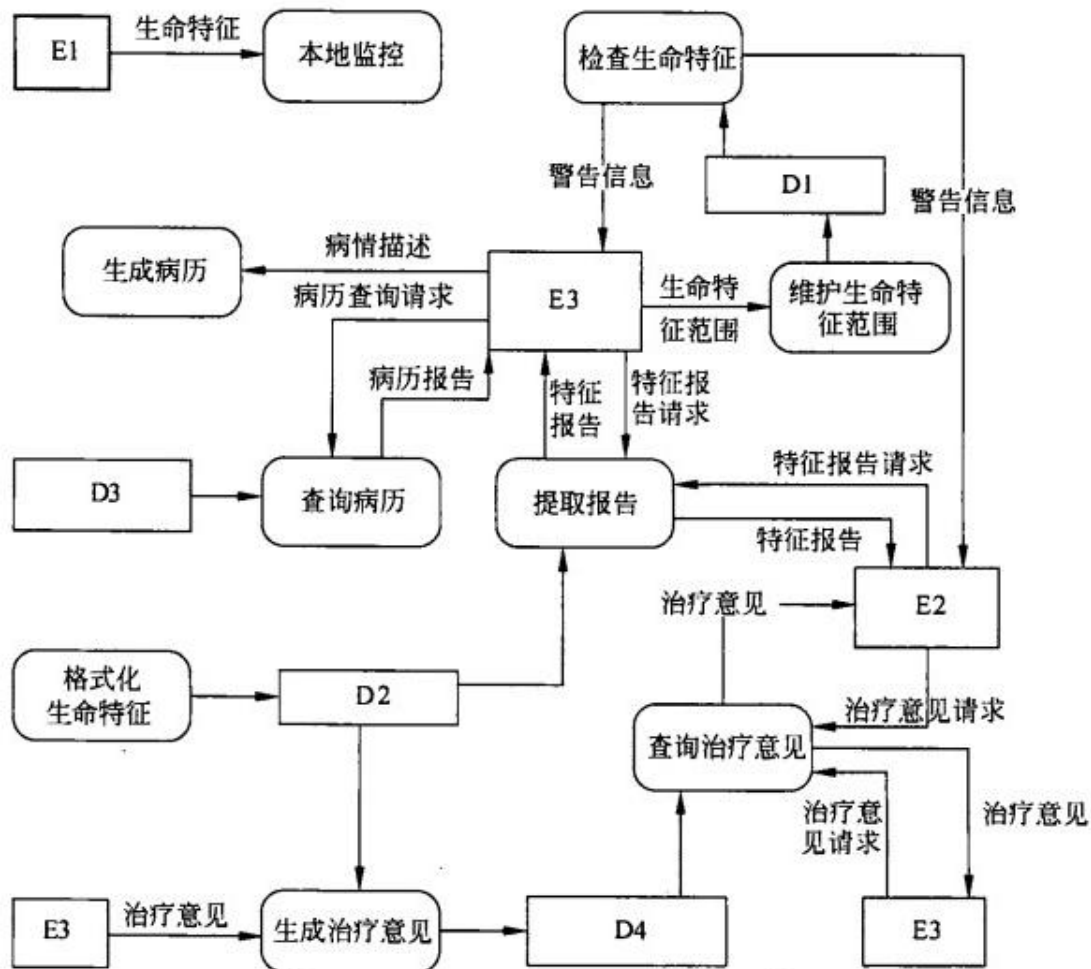 E1
生命特征
本地监控
检查生命特征
警告信息
D1
警告信息
生成病历
病情描述
病历查询请求
E3
生命特
征范围
维护生命特
征范围
病历报告
特征
报告
特征报
告请求
D3
查询病历
提取报告
特征报告请求
特征报告
治疗意见
E2
格式化
生命特征
D2
治疗意见请求
查询治疗意见
治疗意
见请求
治疗意见
E3
治疗意见
生成治疗意见
D4
E3